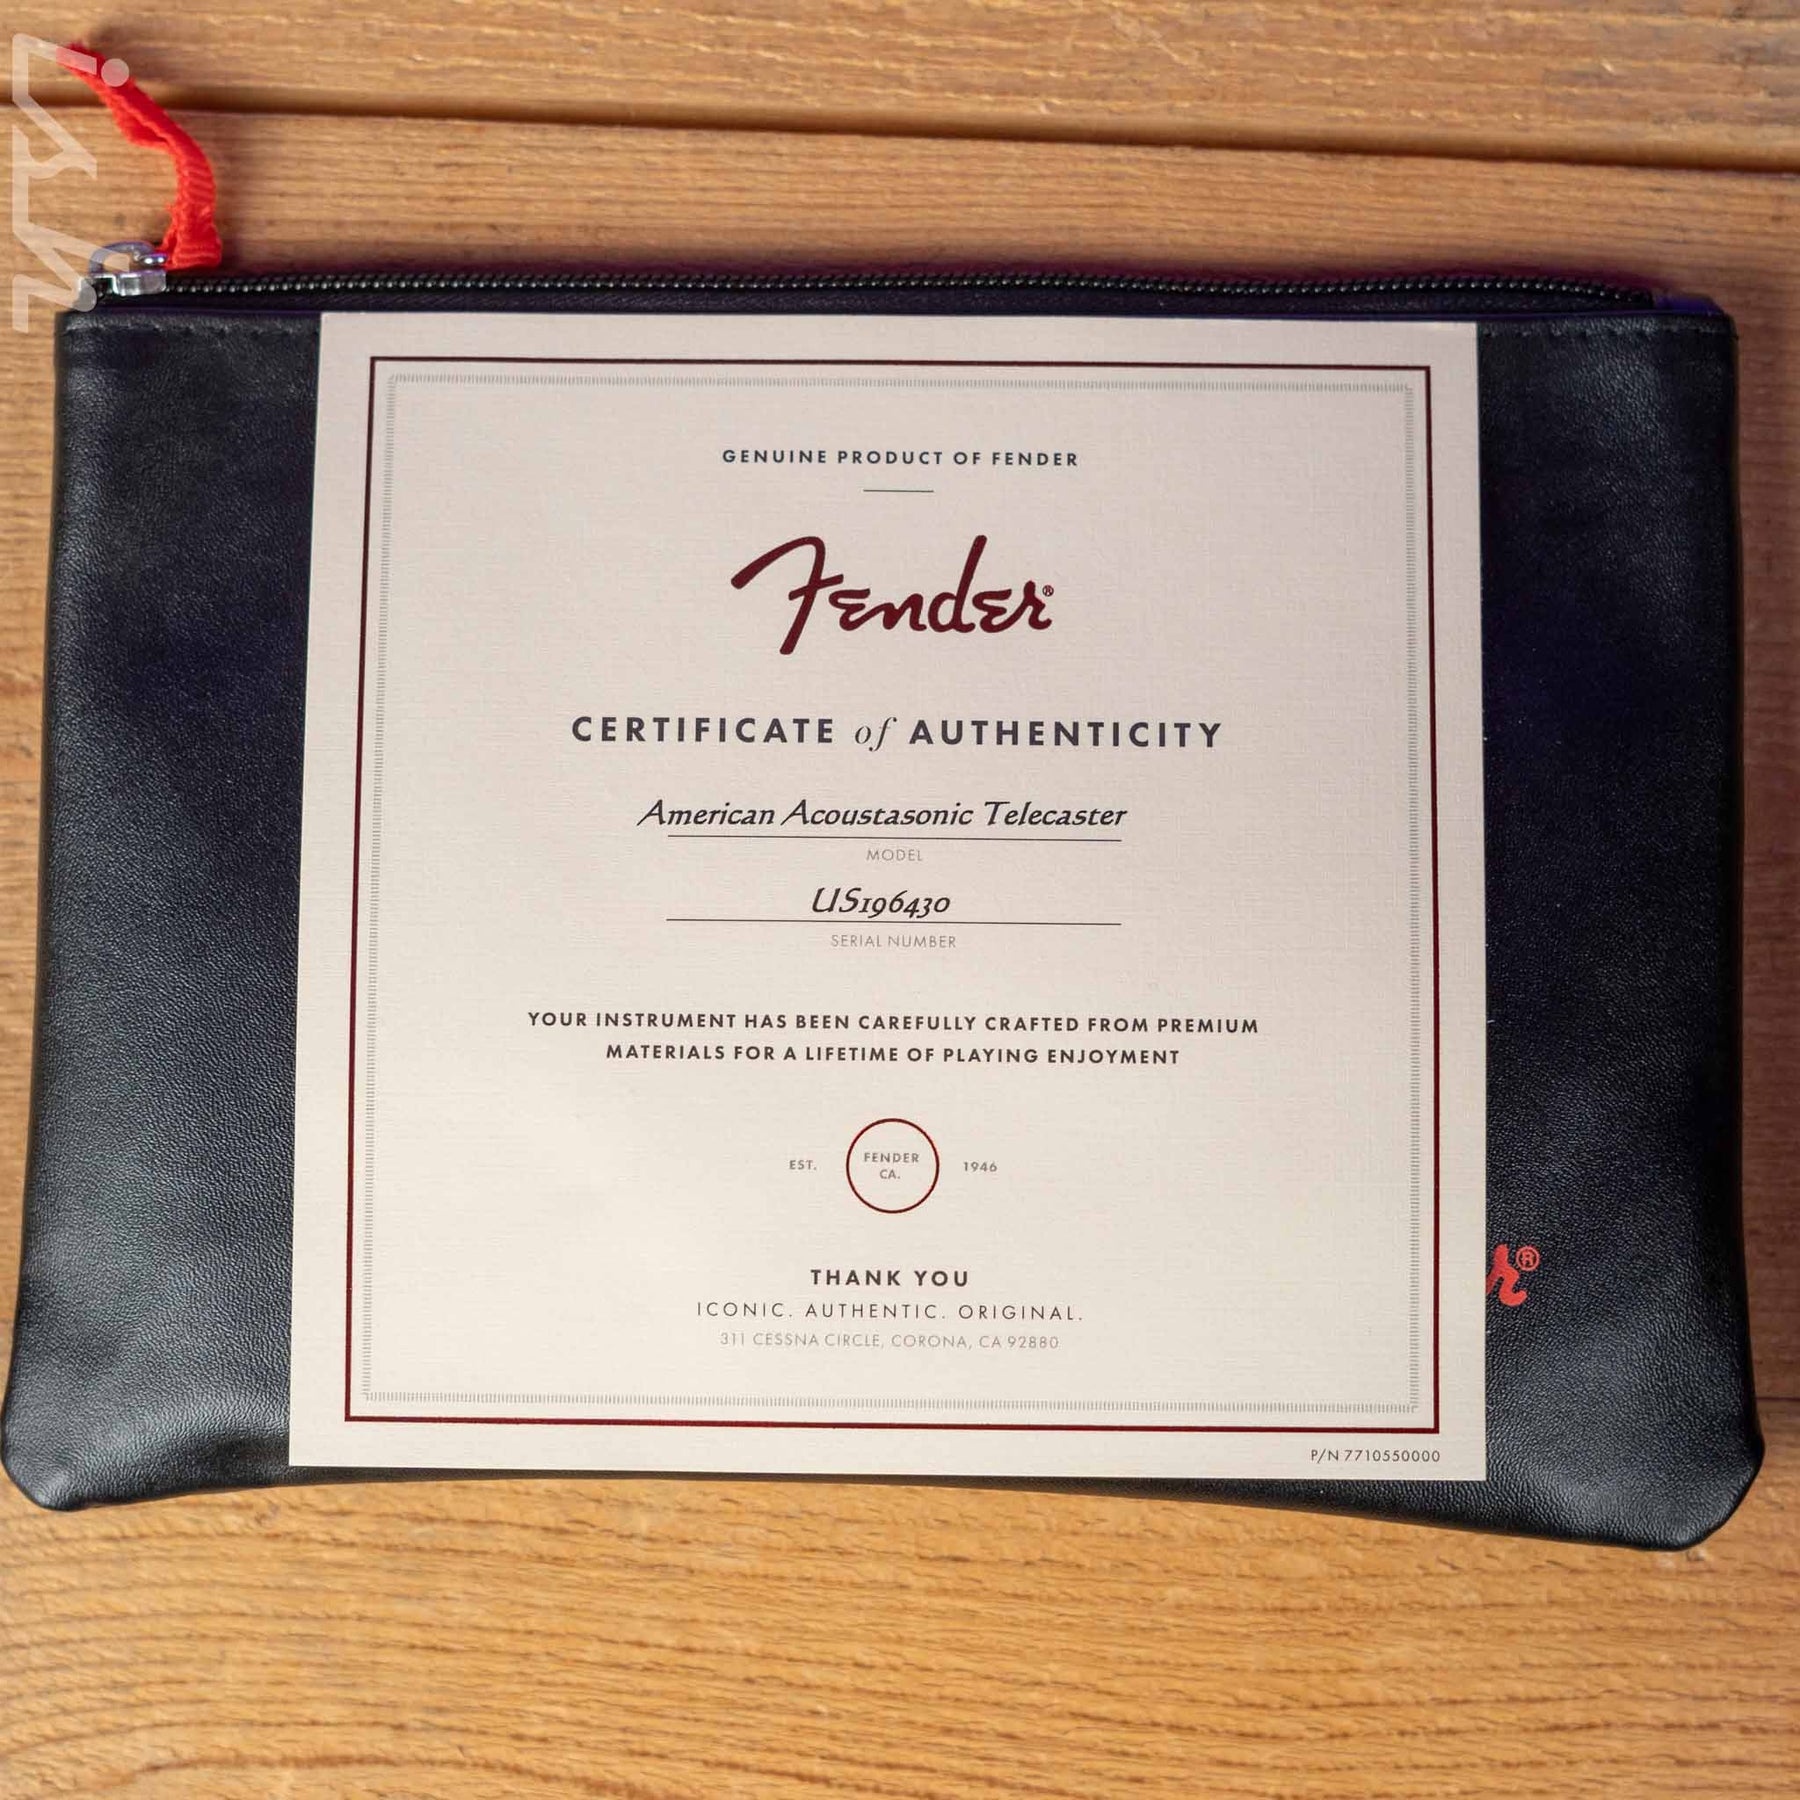 GENUINE PRODUCT OF FENDER
Fender®
CERTIFICATE of AUTHENTICITY
American Acoustasonic Telecaster
MODEL
US196430
SERIAL NUMBER
YOUR INSTRUMENT HAS BEEN CAREFULLY CRAFTED FROM PREMIUM
MATERIALS FOR A LIFETIME OF PLAYING ENJOYMENT
EST. FENDER 1946
CA.
THANK YOU
ICONIC. AUTHENTIC. ORIGINAL.
311 CESSNA CIRCLE, CORONA, CA 92880
P/N 7710550000
r®